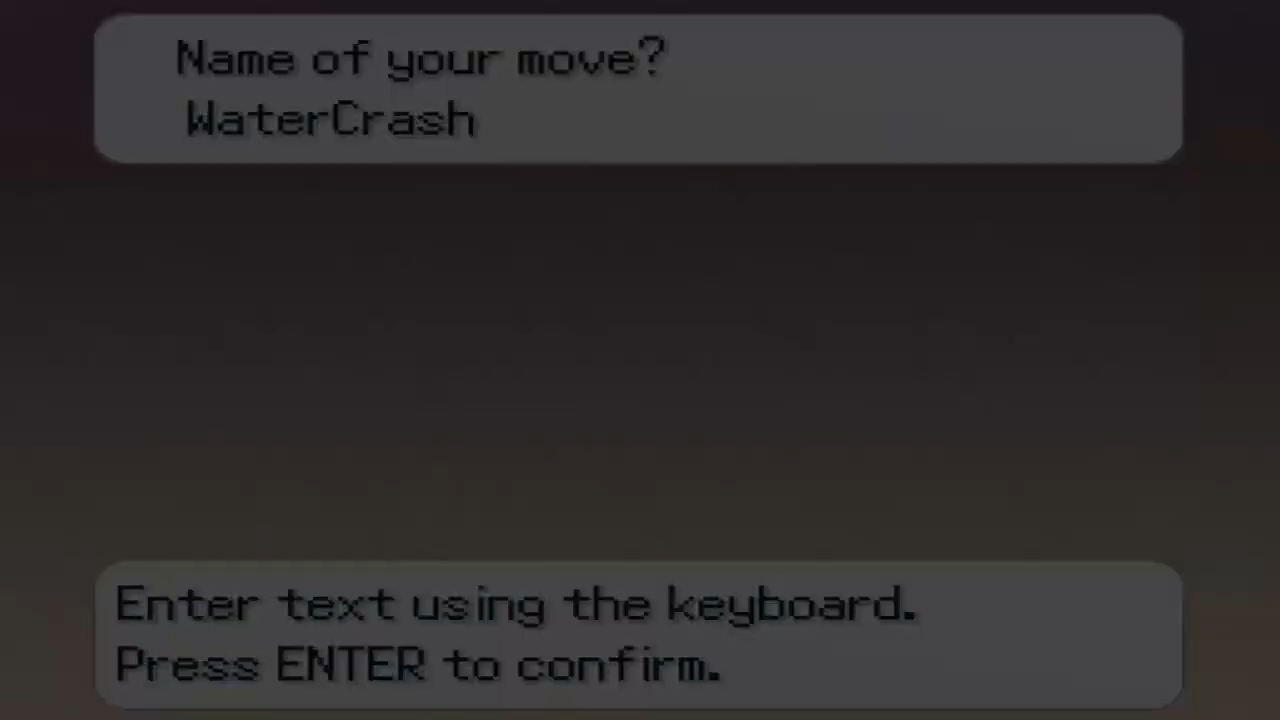 Name of your move?
WaterCrash
Enter text using the keyboard.
Press ENTER to confirm.